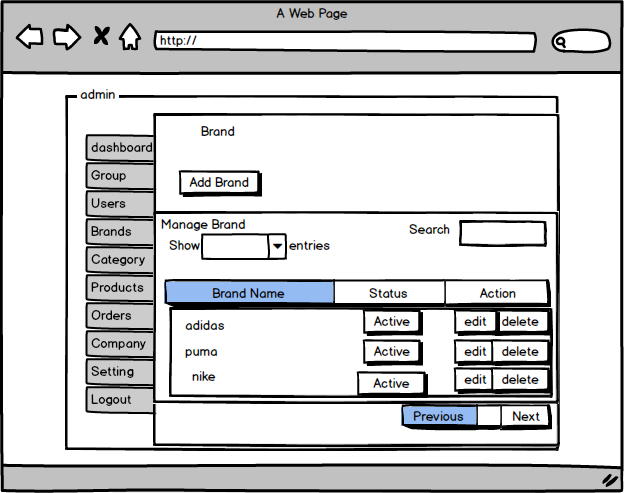 A Web Page
http://
admin
dashboard
Group
Users
Brands
Category
Products
Orders
Company
Setting
Logout
Brand
Add Brand
Manage Brand
Show entries
Search
Brand Name Status Action
adidas Active edit delete
puma Active edit delete
nike Active edit delete
Previous Next